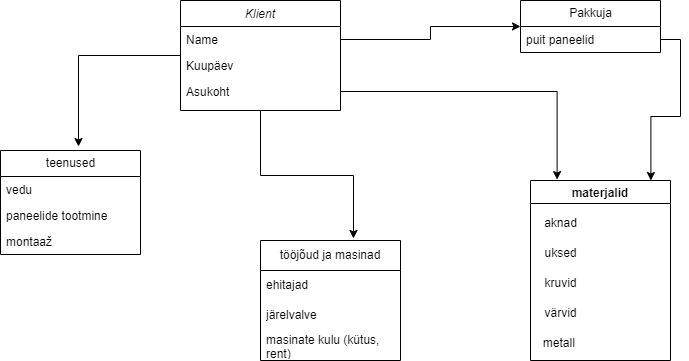 Klient
Name
Kuupäev
Asukoht
Pakkuja
puit paneelid
teenused
vedu
paneelide tootmine
montaaž
tööjõud ja masinad
ehitajad
järelvalve
masinate kulu (kütus,
rent)
materjalid
aknad
uksed
kruvid
värvid
metall